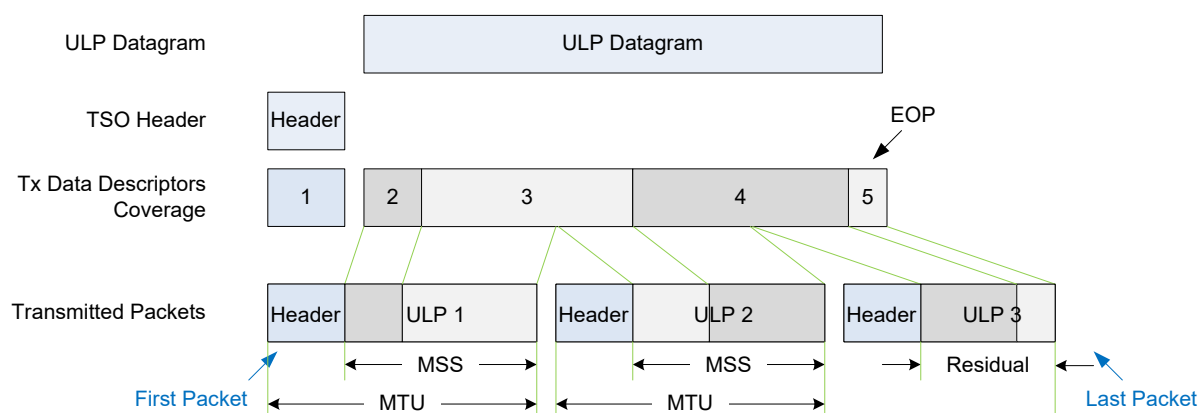 ULP Datagram
ULP Datagram
TSO Header
Header
EOP
Tx Data Descriptors
Coverage
1
2
3
4
5
Transmitted Packets
Header
ULP 1
Header
ULP 2
Header
ULP 3
MSS
MSS
Residual
First Packet
MTU
MTU
Last Packet